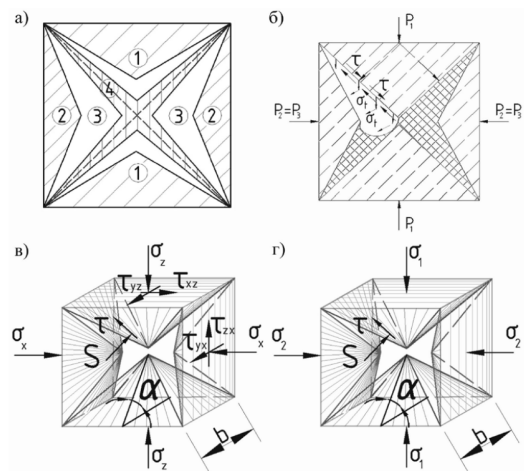 а)
1
4
2
3
3
2
1
б)
P₁
τ
τ
σₜ
σₜ
P₂=P₃
P₂=P₃
P₁
в)
σz
τyz
τxz
τ
τzx
σx
S
τyx
σx
α
b
σz
г)
σ₁
τ
σ₂
S
σ₂
α
b
σ₁